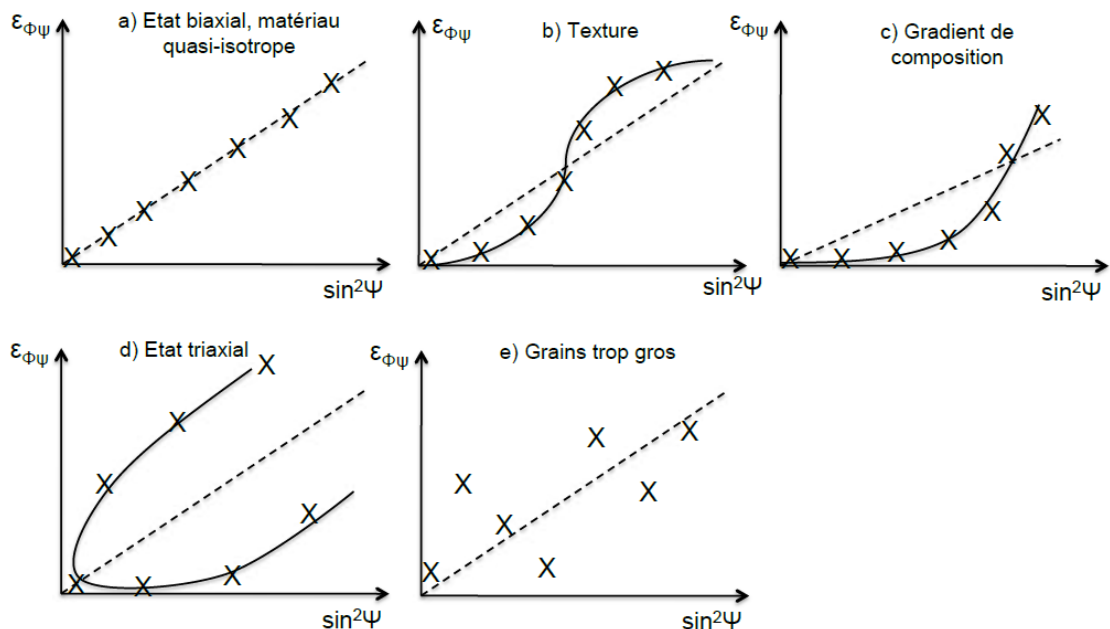 εΦψ
a) Etat biaxial, matériau
quasi-isotrope
sin²Ψ
εΦψ
b) Texture
sin²Ψ
εΦψ
c) Gradient de
composition
sin²Ψ
εΦψ
d) Etat triaxial
sin²Ψ
εΦψ
e) Grains trop gros
sin²Ψ